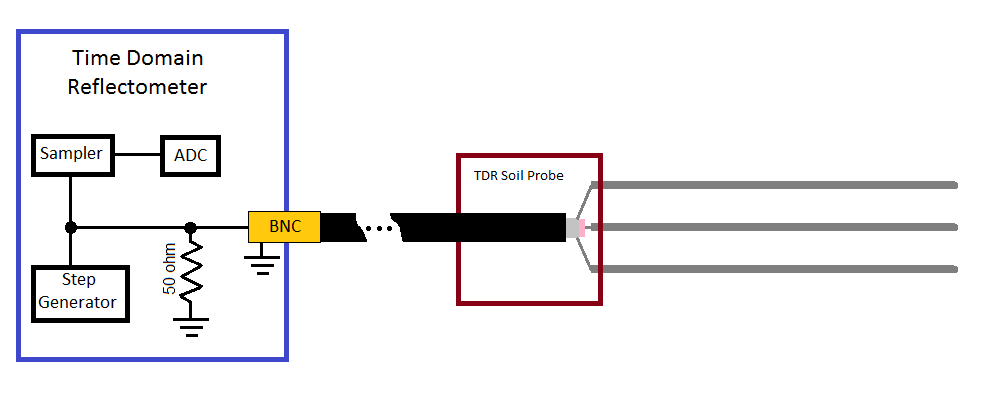 Time Domain
Reflectometer
Sampler
ADC
TDR Soil Probe
BNC
50 ohm
Step
Generator